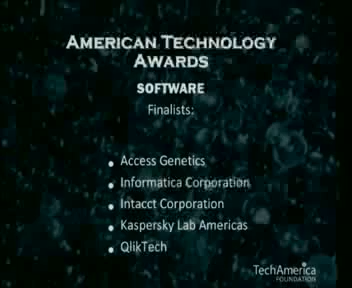 AMERICAN TECHNOLOGY
AWARDS
SOFTWARE
Finalists:
• Access Genetics
• Informatica Corporation
• Intacct Corporation
• Kaspersky Lab Americas
• QlikTech
TechAmerica
FOUNDATION